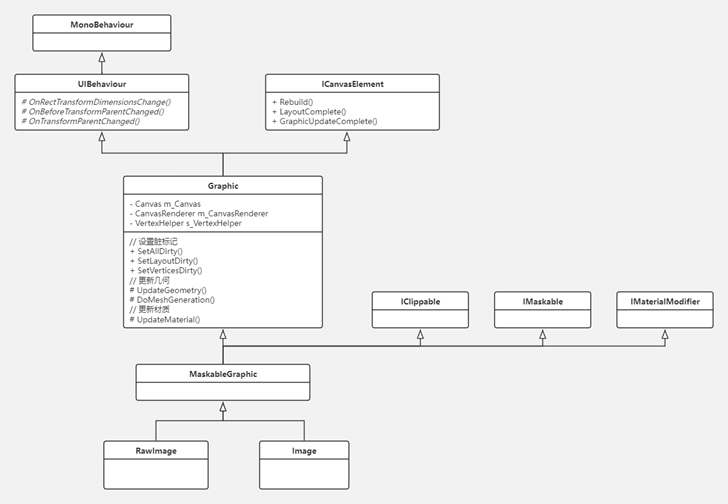 MonoBehaviour
UIBehaviour
# OnRectTransformDimensionsChange()
# OnBeforeTransformParentChanged()
# OnTransformParentChanged()
ICanvasElement
+ Rebuild()
+ LayoutComplete()
+ GraphicUpdateComplete()
Graphic
- Canvas m_Canvas
- CanvasRenderer m_CanvasRenderer
- VertexHelper s_VertexHelper
// 设置脏标记
+ SetAllDirty()
+ SetLayoutDirty()
+ SetVerticesDirty()
// 更新几何
# UpdateGeometry()
# DoMeshGeneration()
// 更新材质
# UpdateMaterial()
IClippable
IMaskable
IMaterialModifier
MaskableGraphic
RawImage
Image